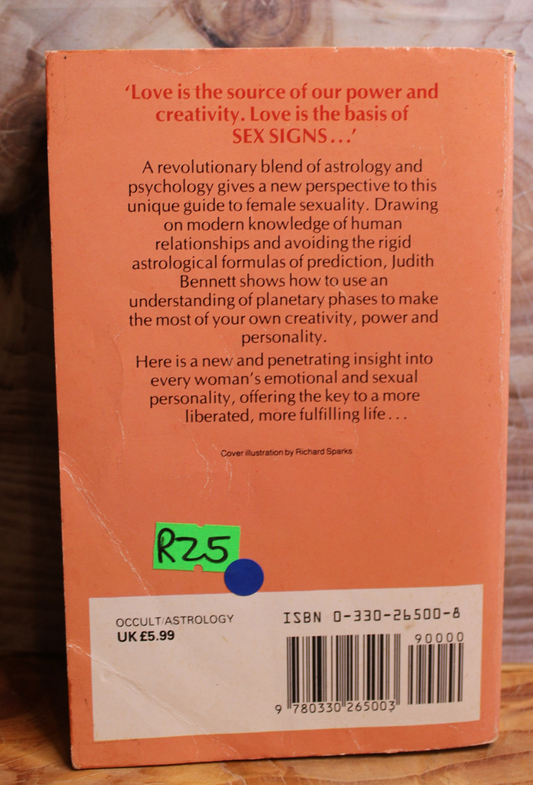 ‘Love is the source of our power and
creativity. Love is the basis of
SEX SIGNS...’
A revolutionary blend of astrology and
psychology gives a new perspective to this
unique guide to female sexuality. Drawing
on modern knowledge of human
relationships and avoiding the rigid
astrological formulas of prediction, Judith
Bennett shows how to use an
understanding of planetary phases to make
the most of your own creativity, power and
personality.
Here is a new and penetrating insight into
every woman’s emotional and sexual
personality, offering the key to a more
liberated, more fulfilling life...
Cover illustration by Richard Sparks
R25
OCCULT/ASTROLOGY
UK £5.99
ISBN 0-330-26500-8
90000
9 780330 265003